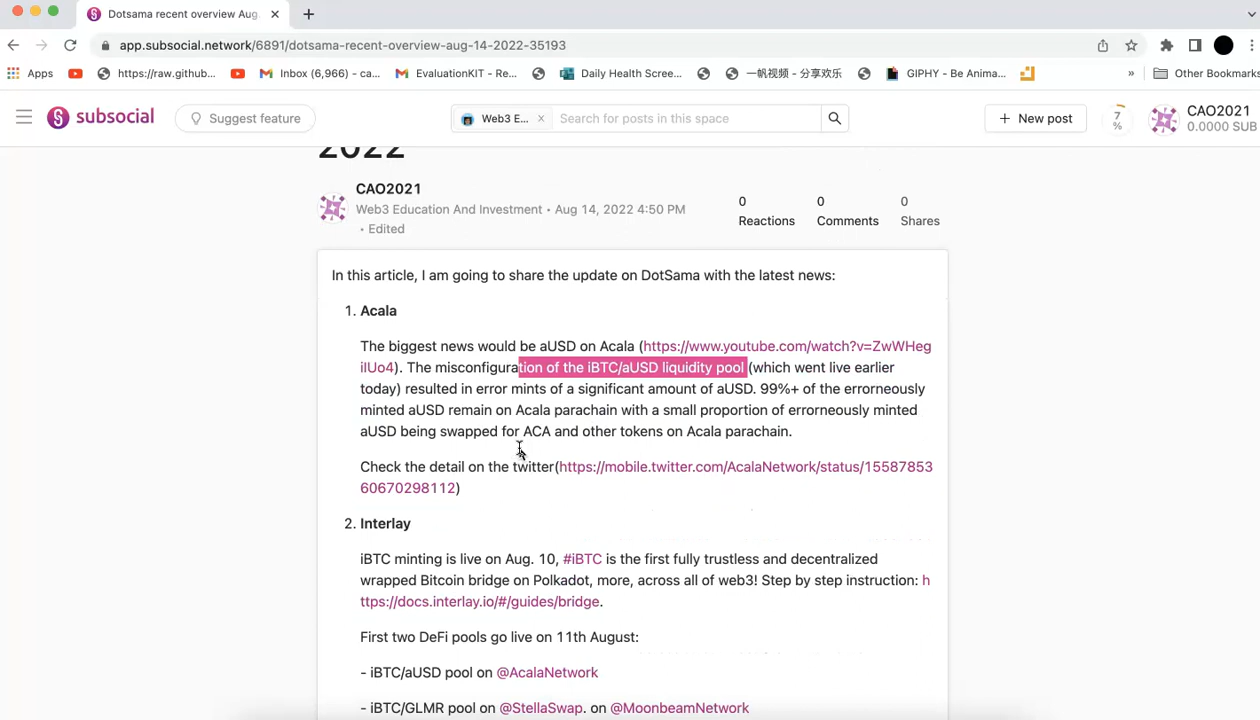 Dotsama recent overview Aug
app.subsocial.network/6891/dotsama-recent-overview-aug-14-2022-35193
Apps https://raw.github... Inbox (6,966) - ca... EvaluationKIT - Re... Daily Health Scree... 一帆视频 - 分享欢乐 GIPHY - Be Anima... » Other Bookmarks
subsocial Suggest feature Web3 E... × Search for posts in this space + New post 7 % CAO2021
0.0000 SUB
2022
CAO2021
Web3 Education And Investment • Aug 14, 2022 4:50 PM
• Edited
0 0 0
Reactions Comments Shares
In this article, I am going to share the update on DotSama with the latest news:
1. Acala
The biggest news would be aUSD on Acala (https://www.youtube.com/watch?v=ZwWHeg
ilUo4). The misconfiguration of the iBTC/aUSD liquidity pool (which went live earlier
today) resulted in error mints of a significant amount of aUSD. 99%+ of the errorneously
minted aUSD remain on Acala parachain with a small proportion of errorneously minted
aUSD being swapped for ACA and other tokens on Acala parachain.
Check the detail on the twitter(https://mobile.twitter.com/AcalaNetwork/status/15587853
60670298112)
2. Interlay
iBTC minting is live on Aug. 10, #iBTC is the first fully trustless and decentralized
wrapped Bitcoin bridge on Polkadot, more, across all of web3! Step by step instruction: h
ttps://docs.interlay.io/#/guides/bridge.
First two DeFi pools go live on 11th August:
- iBTC/aUSD pool on @AcalaNetwork
- iBTC/GLMR pool on @StellaSwap. on @MoonbeamNetwork